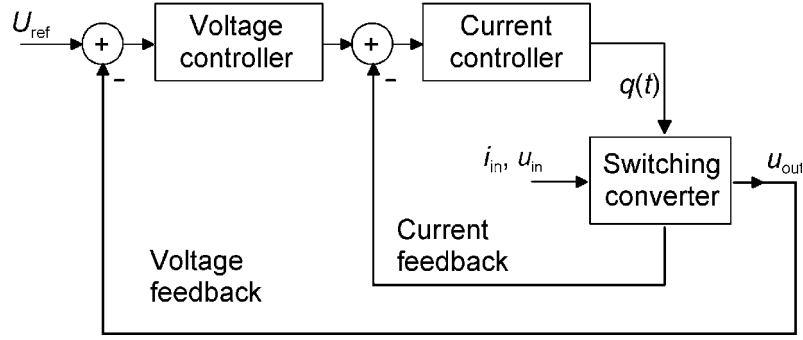 U_ref
+
−
Voltage
controller
+
−
Current
controller
q(t)
i_in, u_in
Switching
converter
u_out
Current
feedback
Voltage
feedback